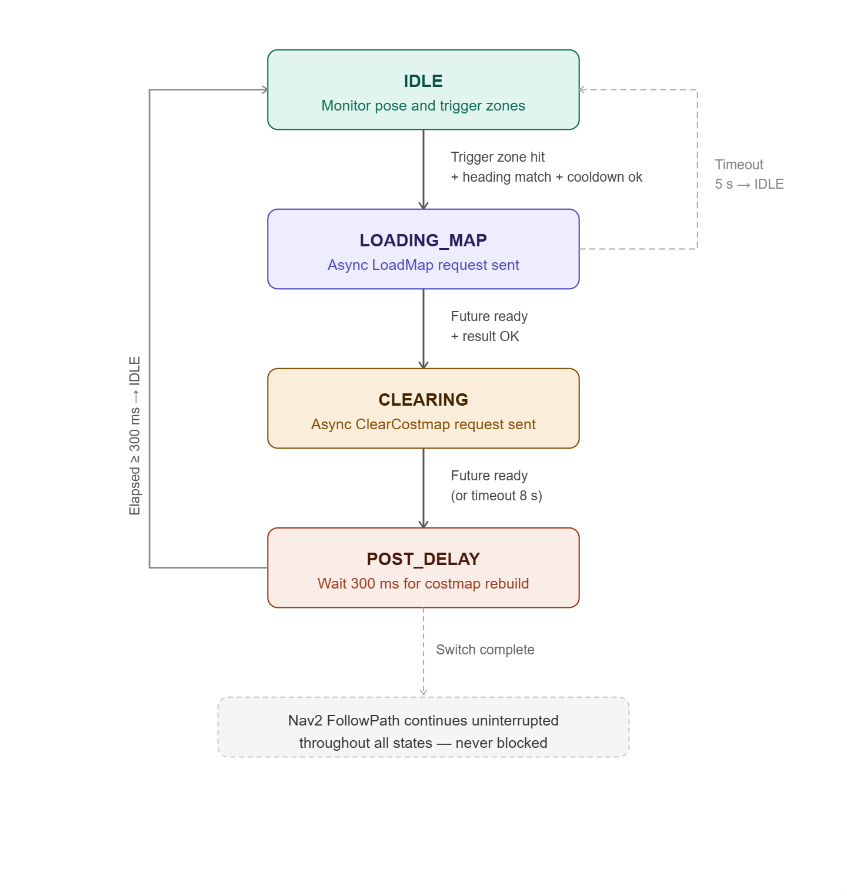 IDLE
Monitor pose and trigger zones
Trigger zone hit
+ heading match + cooldown ok
Timeout
5 s → IDLE
LOADING_MAP
Async LoadMap request sent
Future ready
+ result OK
Elapsed ≥ 300 ms → IDLE
CLEARING
Async ClearCostmap request sent
Future ready
(or timeout 8 s)
POST_DELAY
Wait 300 ms for costmap rebuild
Switch complete
Nav2 FollowPath continues uninterrupted
throughout all states — never blocked